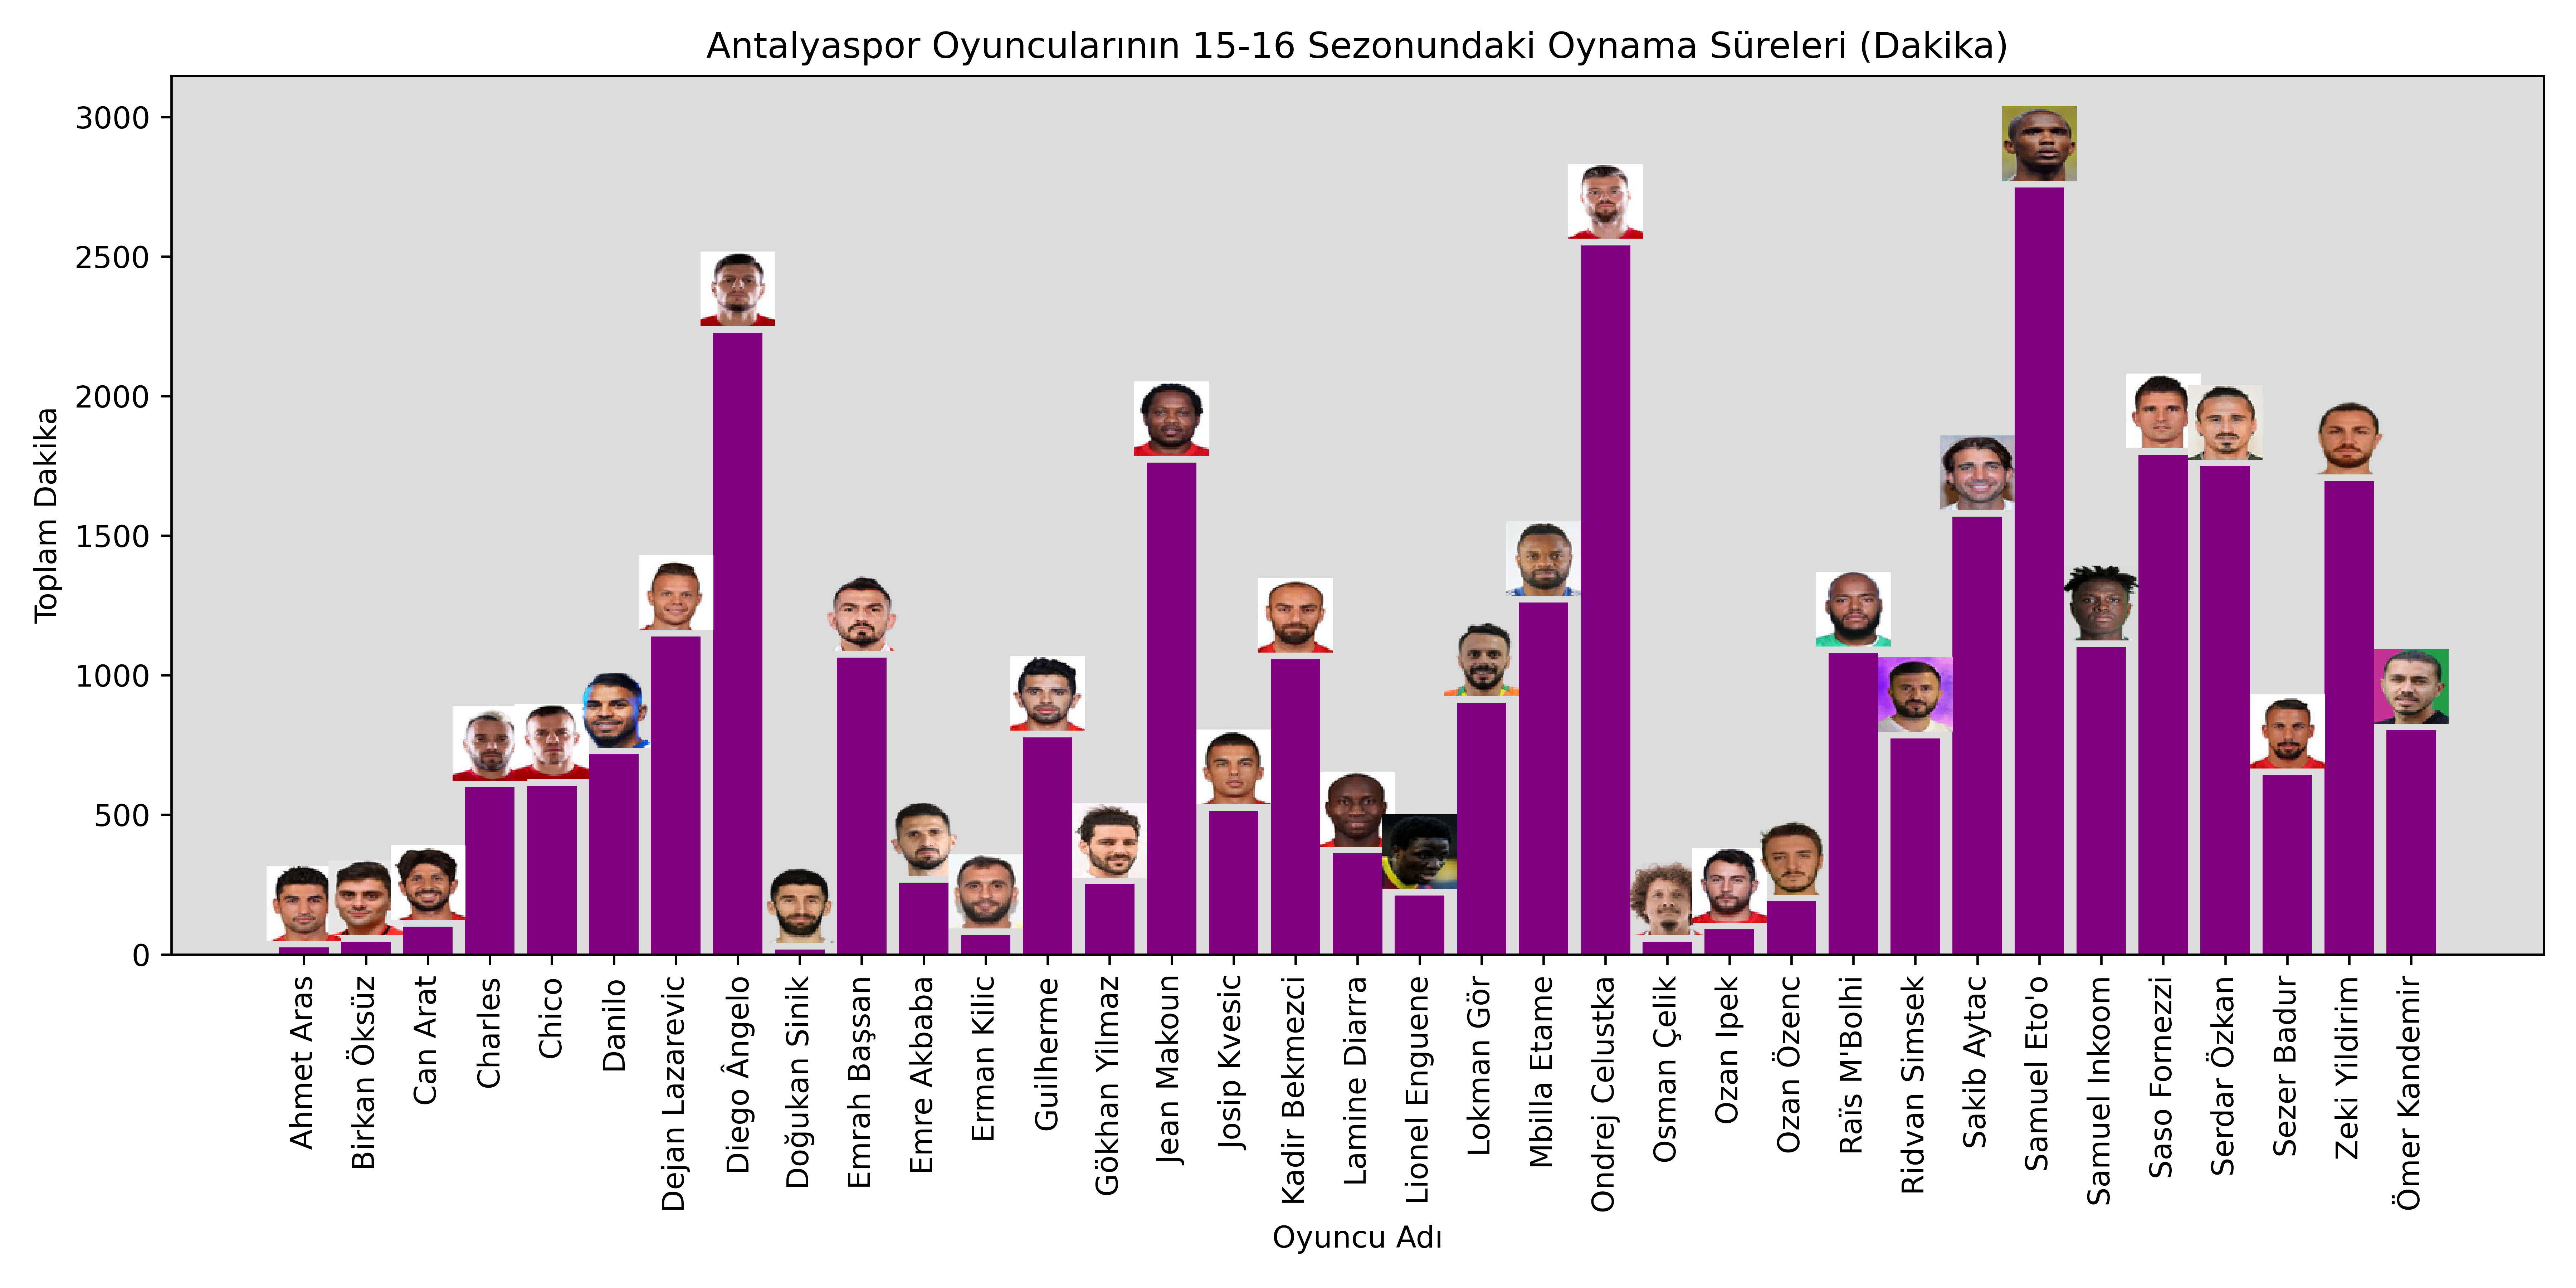 Antalyaspor Oyuncularının 15-16 Sezonundaki Oynama Süreleri (Dakika)
Toplam Dakika
3000
2500
2000
1500
1000
500
0
Ahmet Aras
Birkan Öksüz
Can Arat
Charles
Chico
Danilo
Dejan Lazarevic
Diego Ângelo
Doğukan Sinik
Emrah Başsan
Emre Akbaba
Erman Kilic
Guilherme
Gökhan Yilmaz
Jean Makoun
Josip Kvesic
Kadir Bekmezci
Lamine Diarra
Lionel Enguene
Lokman Gör
Mbilla Etame
Ondrej Celustka
Osman Çelik
Ozan Ipek
Ozan Özenc
Raïs M'Bolhi
Ridvan Simsek
Sakib Aytac
Samuel Eto'o
Samuel Inkoom
Saso Fornezzi
Serdar Özkan
Sezer Badur
Zeki Yildirim
Ömer Kandemir
Oyuncu Adı